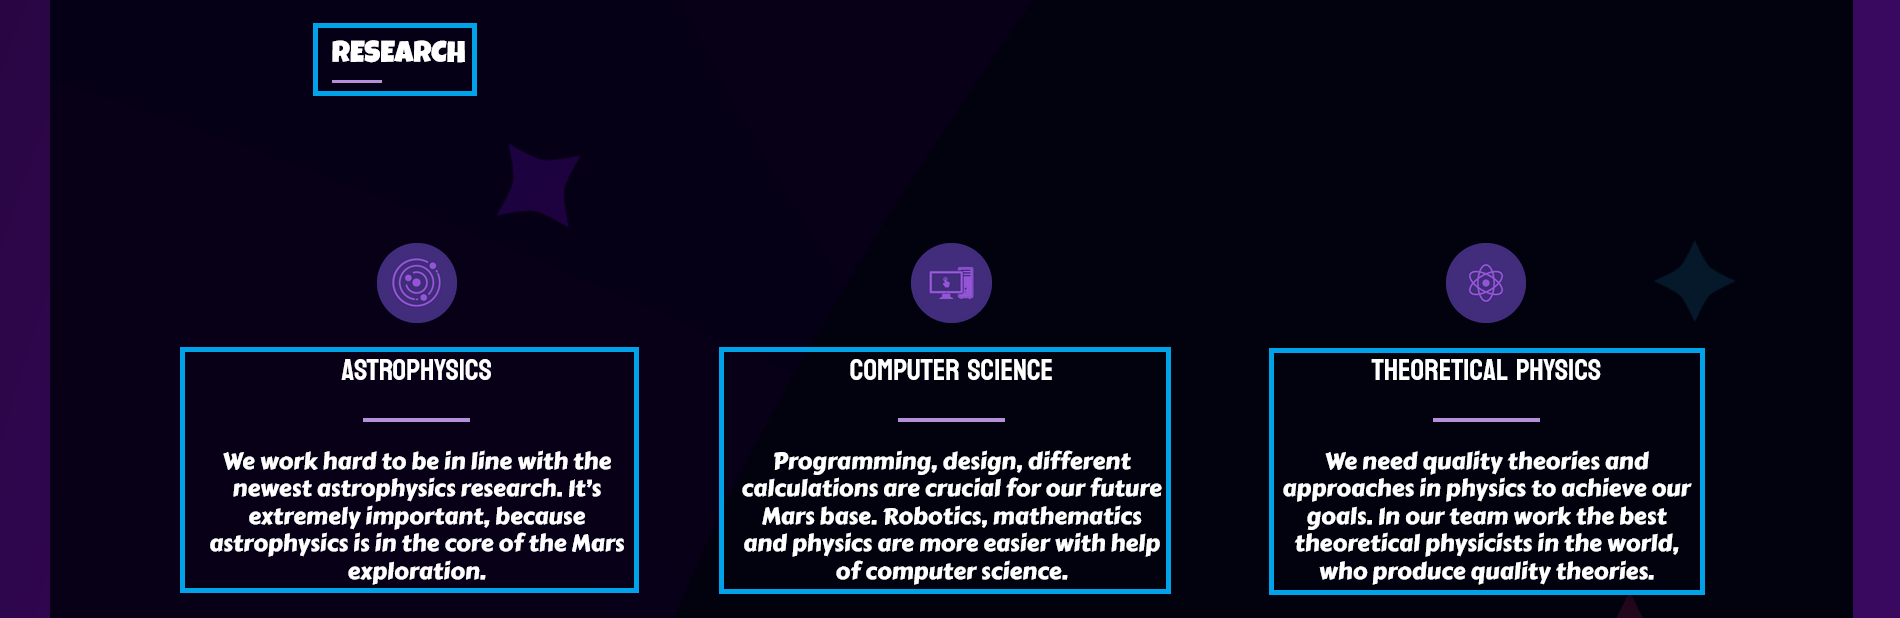 RESEARCH
ASTROPHYSICS
We work hard to be in line with the
newest astrophysics research. It's
extremely important, because
astrophysics is in the core of the Mars
exploration.
COMPUTER SCIENCE
Programming, design, different
calculations are crucial for our future
Mars base. Robotics, mathematics
and physics are more easier with help
of computer science.
THEORETICAL PHYSICS
We need quality theories and
approaches in physics to achieve our
goals. In our team work the best
theoretical physicists in the world,
who produce quality theories.